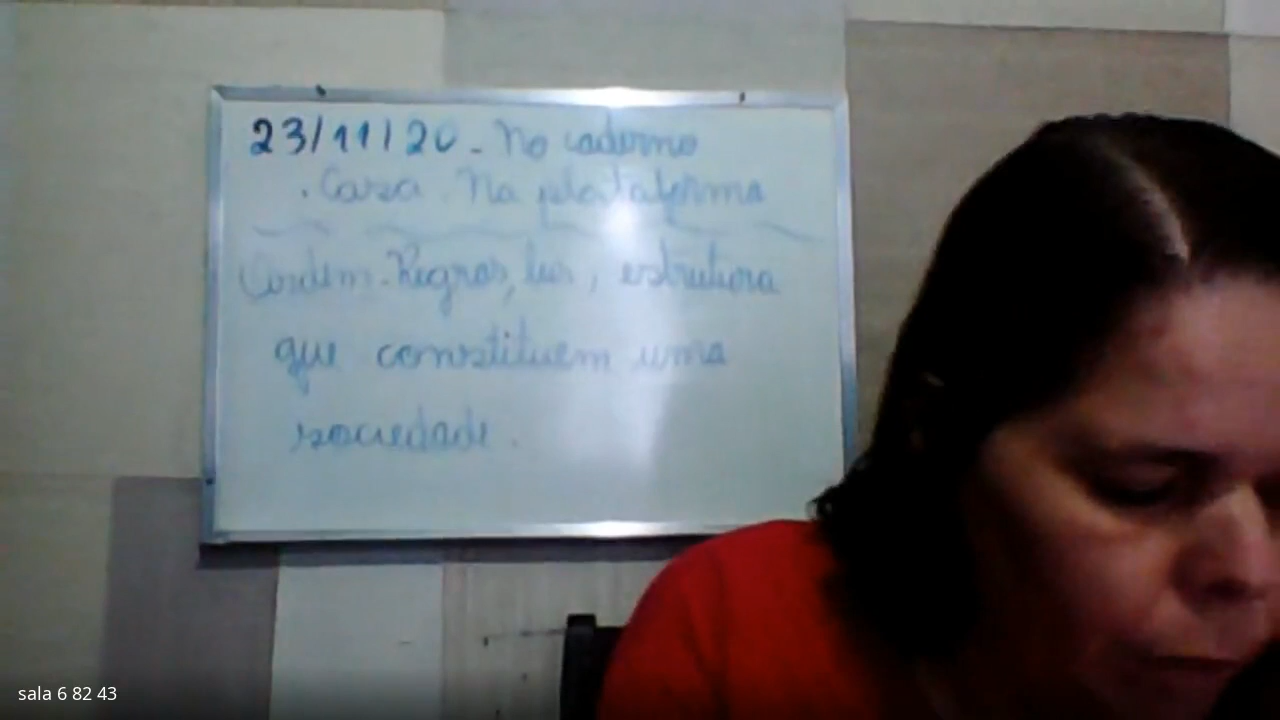 23/11/20 - No caderno
. Casa. Na plataforma
Ordem. Regras, leis, estrutura
que constituem uma
sociedade.
sala 6 82 43